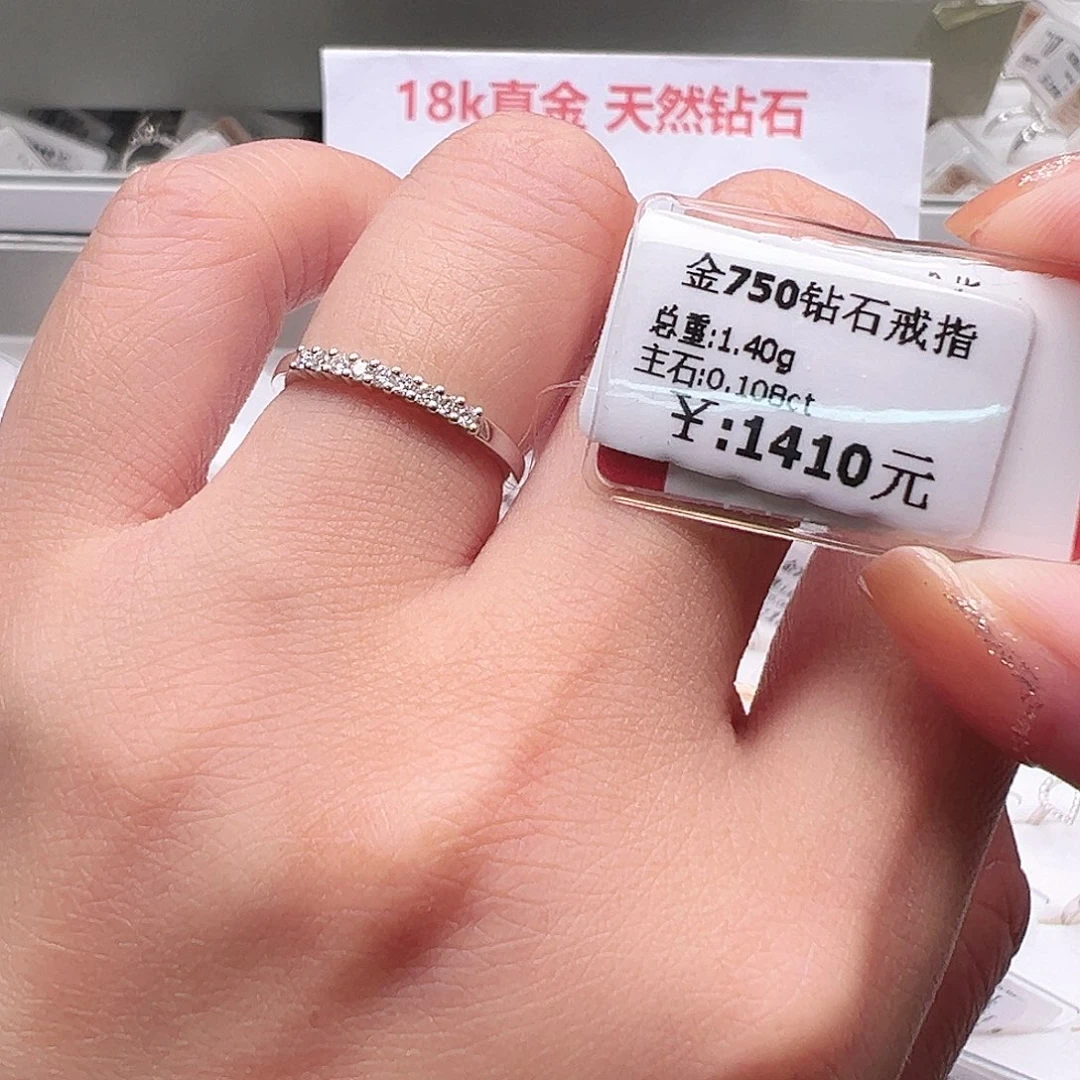 18k真金 天然钻石
金750钻石戒指
总重:1.40g
主石:0.108ct
￥:1410元